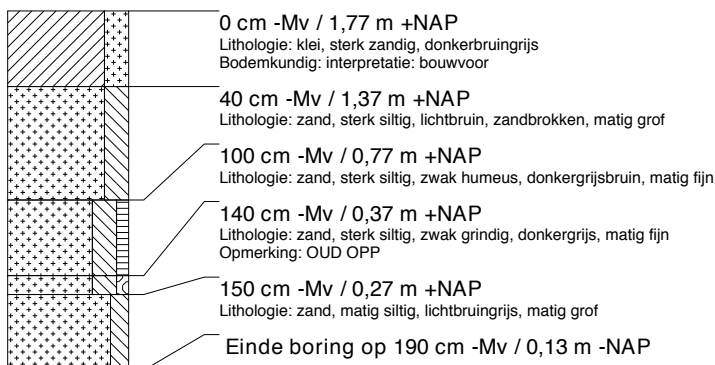 0 cm -Mv / 1,77 m +NAP
Lithologie: klei, sterk zandig, donkerbruingrijs
Bodemkundig: interpretatie: bouwvoor
40 cm -Mv / 1,37 m +NAP
Lithologie: zand, sterk siltig, lichtbruin, zandbrokken, matig grof
100 cm -Mv / 0,77 m +NAP
Lithologie: zand, sterk siltig, zwak humeus, donkergrijsbruin, matig fijn
140 cm -Mv / 0,37 m +NAP
Lithologie: zand, sterk siltig, zwak grindig, donkergrijs, matig fijn
Opmerking: OUD OPP
150 cm -Mv / 0,27 m +NAP
Lithologie: zand, matig siltig, lichtbruingrijs, matig grof
Einde boring op 190 cm -Mv / 0,13 m -NAP